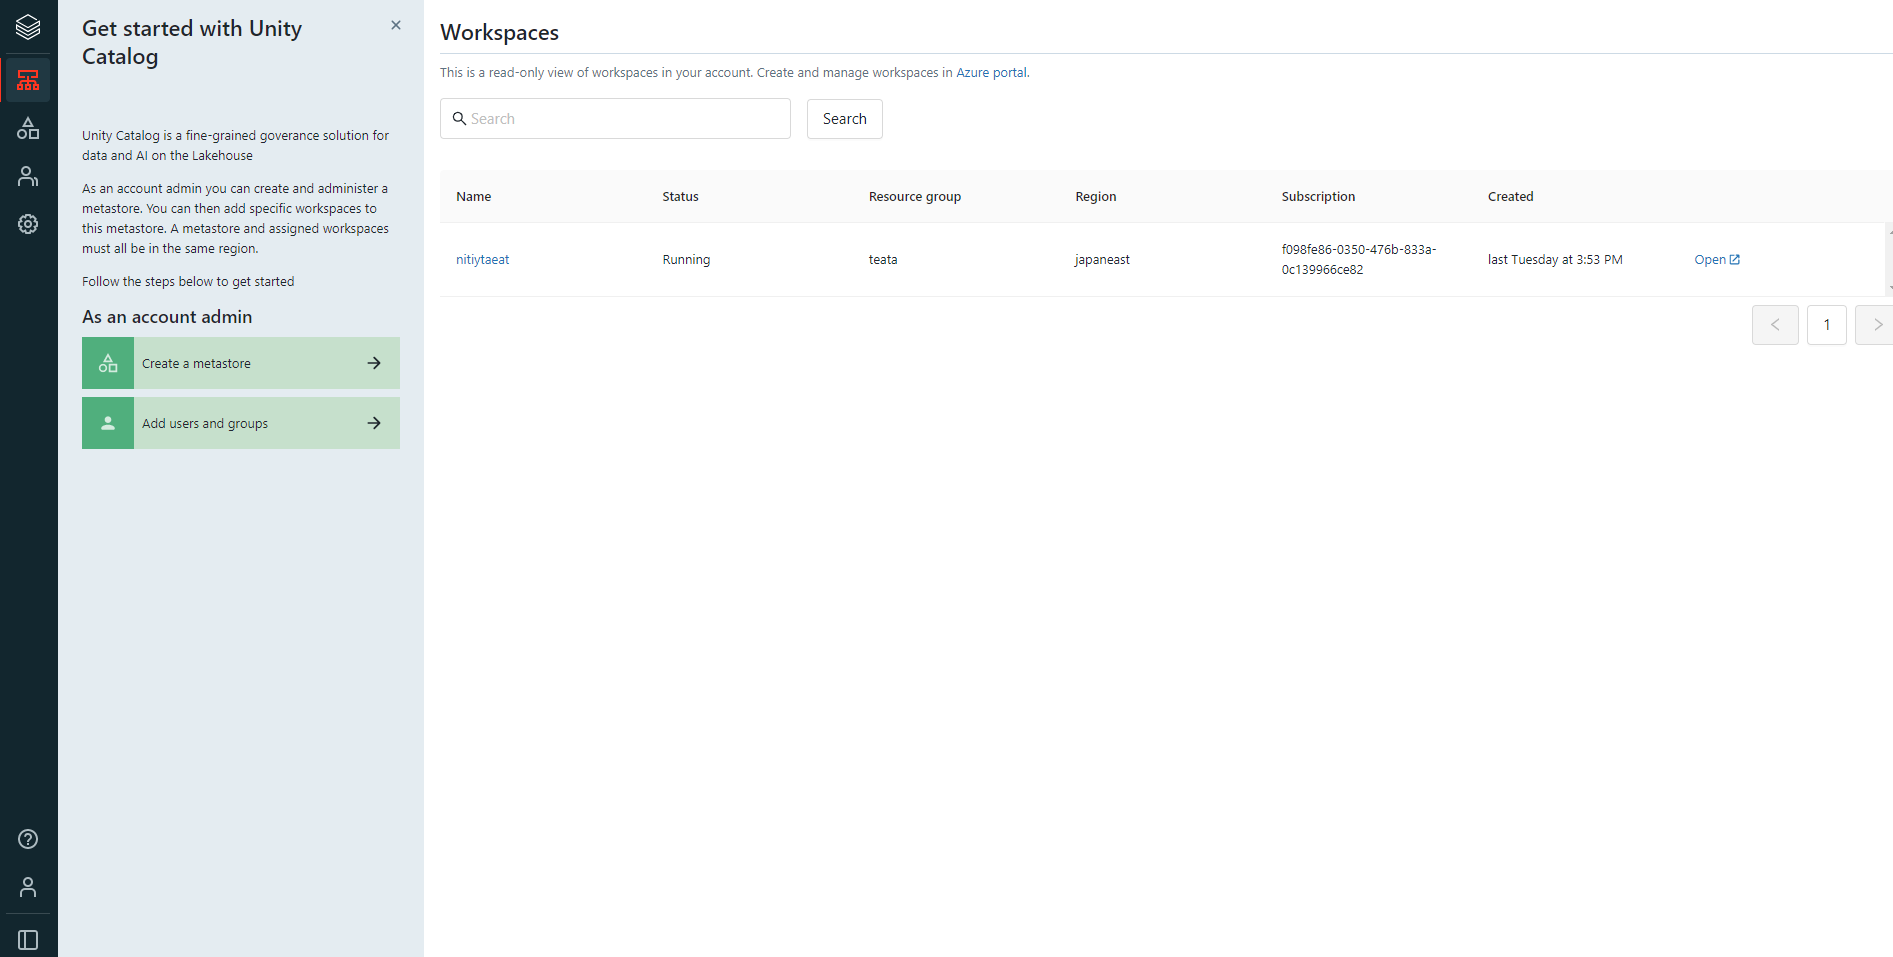 Get started with Unity
Catalog
Unity Catalog is a fine-grained goverance solution for
data and AI on the Lakehouse
As an account admin you can create and administer a
metastore. You can then add specific workspaces to
this metastore. A metastore and assigned workspaces
must all be in the same region.
Follow the steps below to get started
As an account admin
Create a metastore
Add users and groups
Workspaces
This is a read-only view of workspaces in your account. Create and manage workspaces in Azure portal.
Search
Search
Name Status Resource group Region Subscription Created
nitiytaeat Running teata japaneast f098fe86-0350-476b-833a-
0c139966ce82 last Tuesday at 3:53 PM Open
1